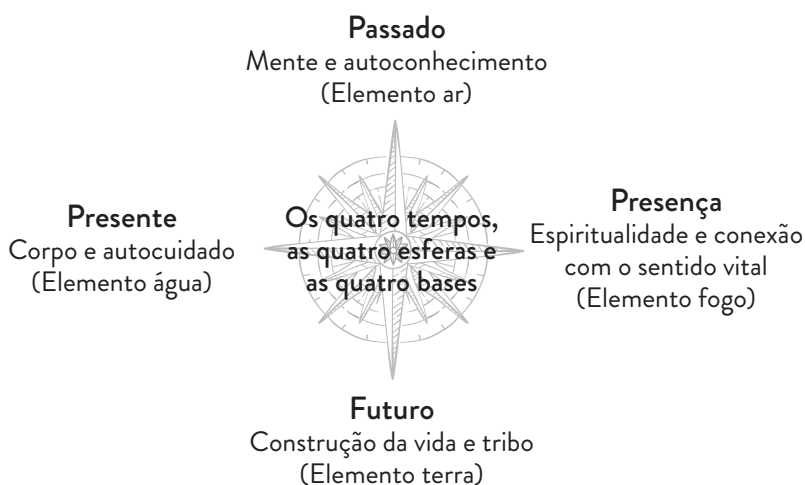 Passado
Mente e autoconhecimento
(Elemento ar)
Presente
Corpo e autocuidado
(Elemento água)
Os quatro tempos,
as quatro esferas e
as quatro bases
Presença
Espiritualidade e conexão
com o sentido vital
(Elemento fogo)
Futuro
Construção da vida e tribo
(Elemento terra)